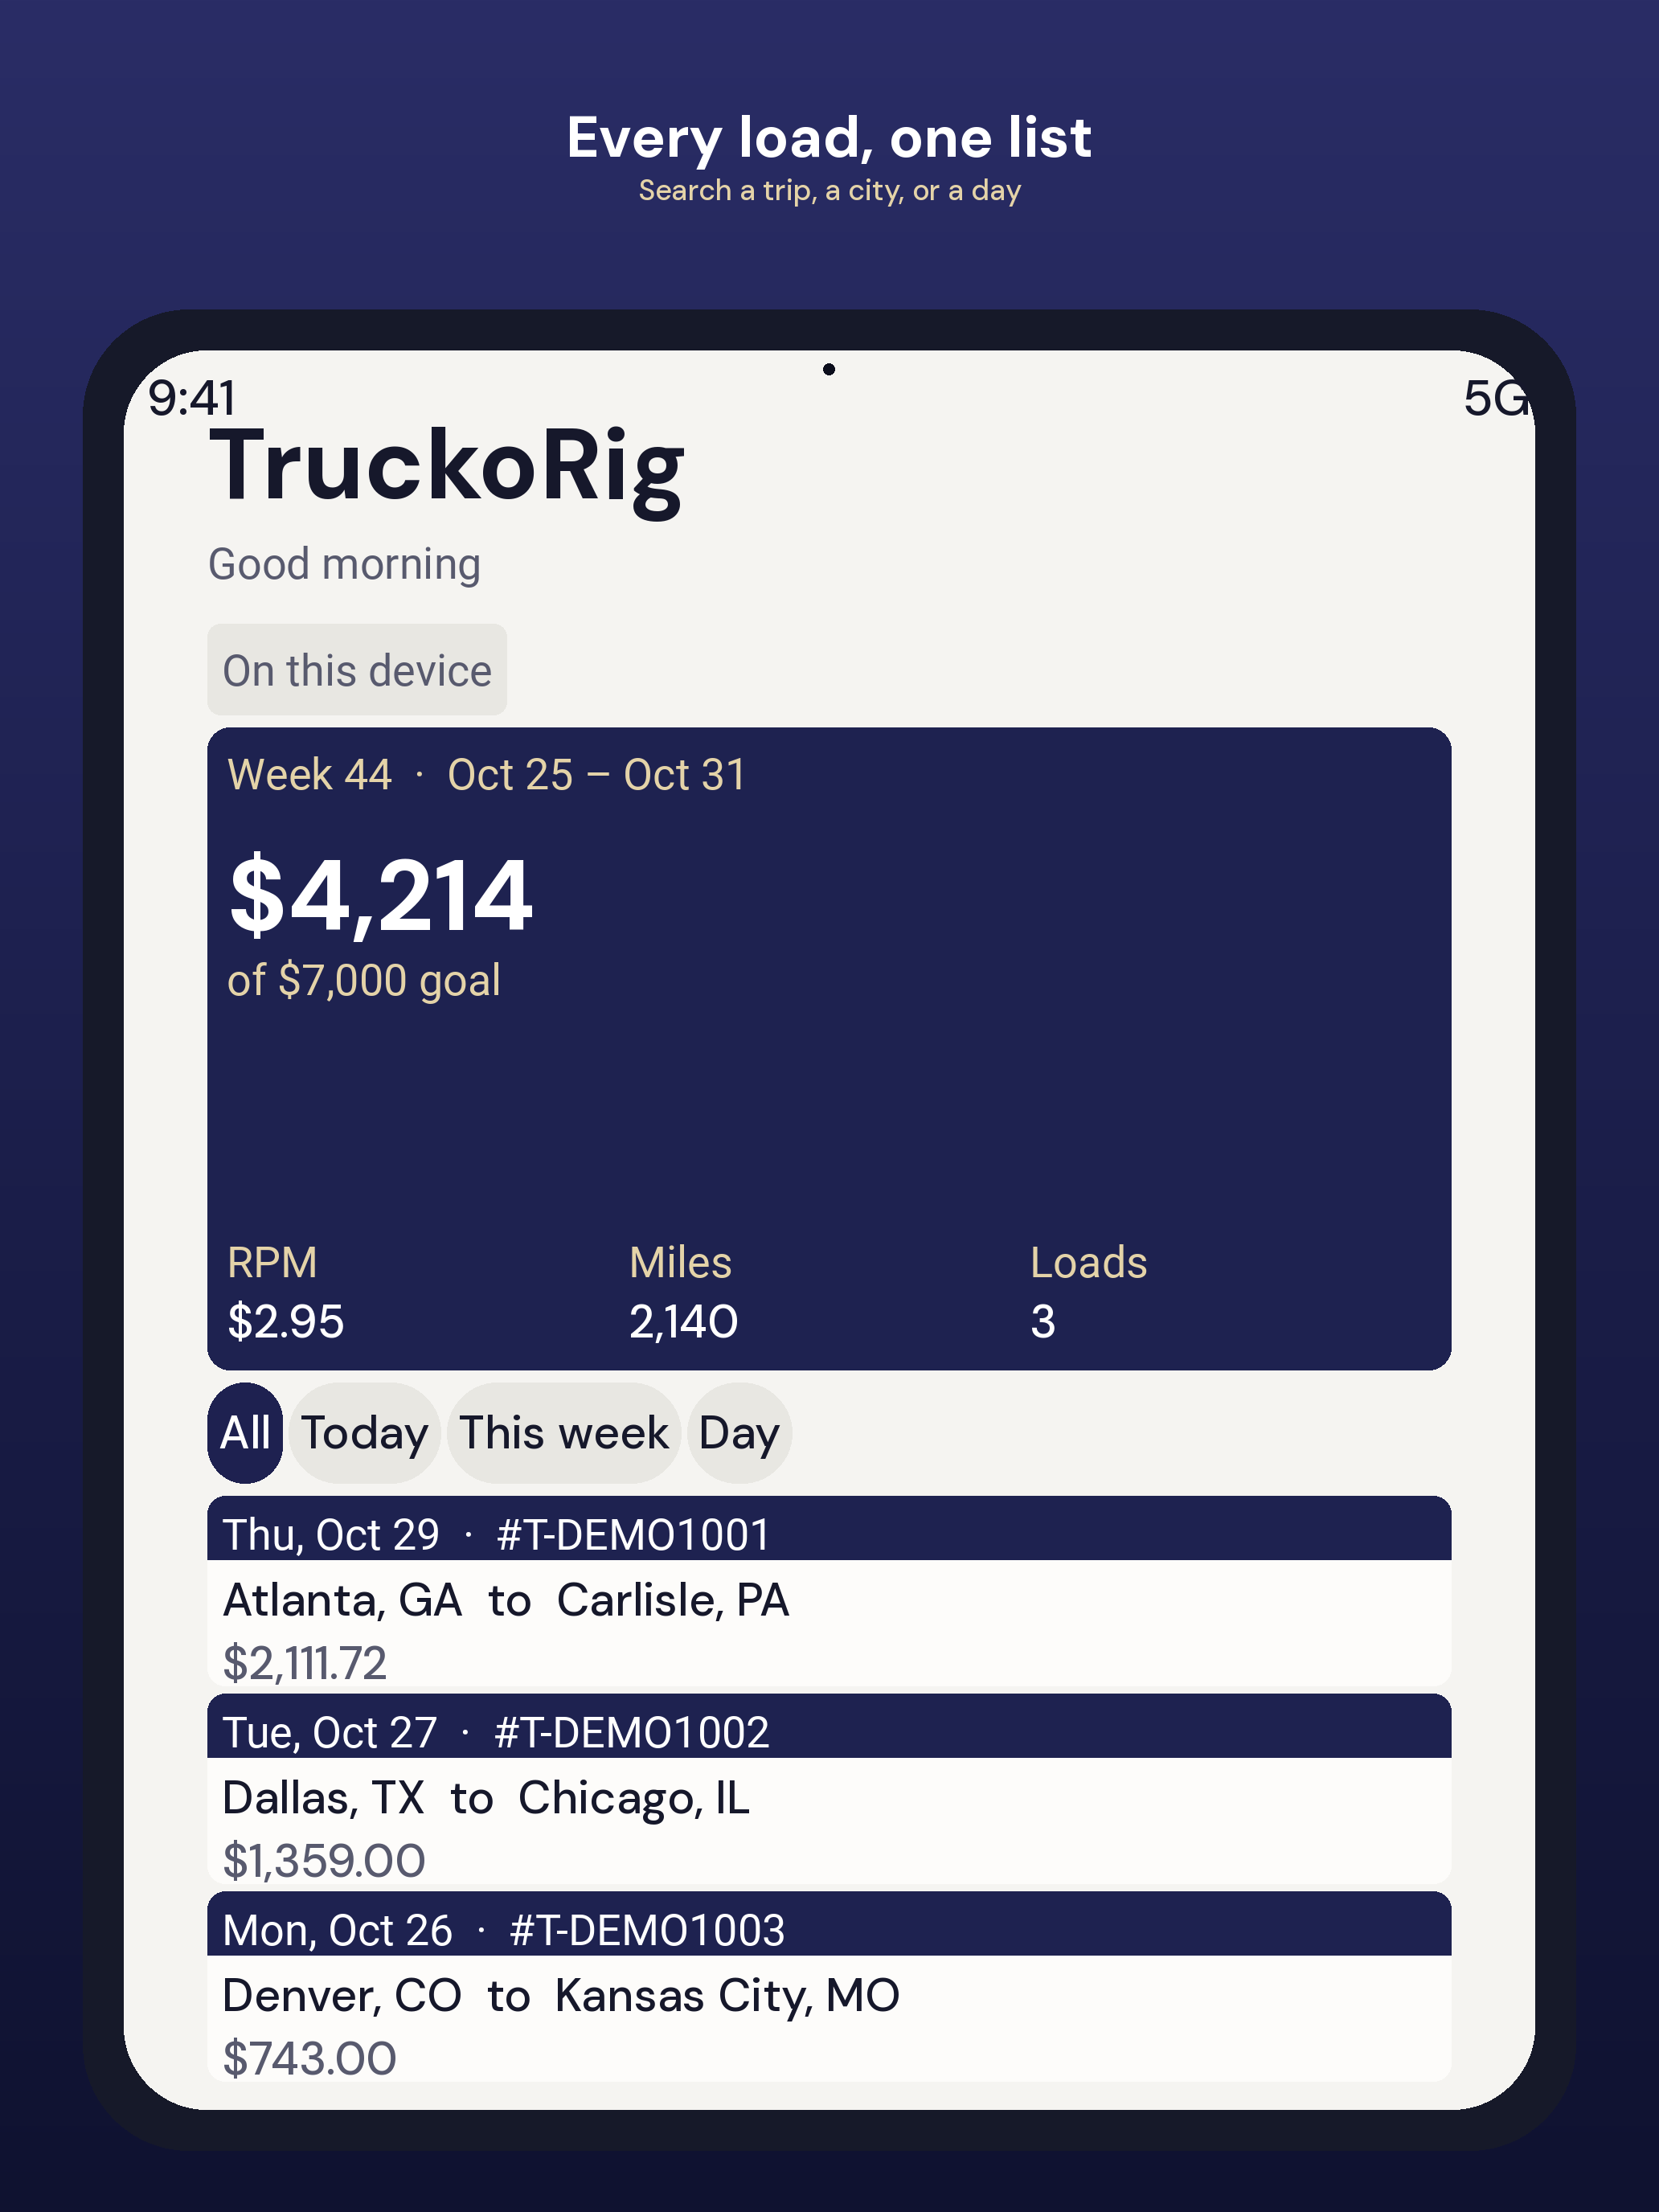 Every load, one list
Search a trip, a city, or a day
9:41
5G
TruckoRig
Good morning
On this device
Week 44 · Oct 25 – Oct 31
$4,214
of $7,000 goal
RPM Miles Loads
$2.95 2,140 3
All Today This week Day
Thu, Oct 29 · #T-DEMO1001
Atlanta, GA to Carlisle, PA
$2,111.72
Tue, Oct 27 · #T-DEMO1002
Dallas, TX to Chicago, IL
$1,359.00
Mon, Oct 26 · #T-DEMO1003
Denver, CO to Kansas City, MO
$743.00